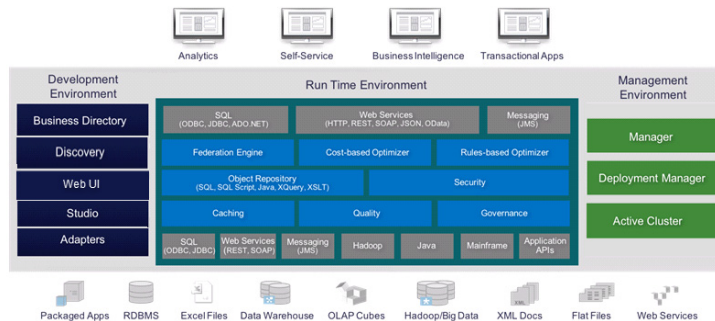 Analytics
Self-Service
Business Intelligence
Transactional Apps
Development
Environment
Business Directory
Discovery
Web UI
Studio
Adapters
Run Time Environment
SQL
(ODBC, JDBC, ADO.NET)
Web Services
(HTTP, REST, SOAP, JSON, OData)
Messaging
(JMS)
Federation Engine
Cost-based Optimizer
Rules-based Optimizer
Object Repository
(SQL, SQL Script, Java, XQuery, XSLT)
Security
Caching
Quality
Governance
SQL
(ODBC, JDBC)
Web Services
(REST, SOAP)
Messaging
(JMS)
Hadoop
Java
Mainframe
Application
APIs
Management
Environment
Manager
Deployment Manager
Active Cluster
XML
Packaged Apps
RDBMS
Excel Files
Data Warehouse
OLAP Cubes
Hadoop/Big Data
XML Docs
Flat Files
Web Services